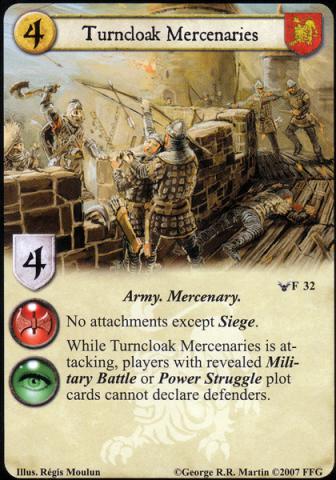 4 Turncloak Mercenaries
4
F 32
Army. Mercenary.
No attachments except Siege.
While Turncloak Mercenaries is at-
tacking, players with revealed Mili-
tary Battle or Power Struggle plot
cards cannot declare defenders.
Illus. Régis Moulun ©George R.R. Martin ©2007 FFG